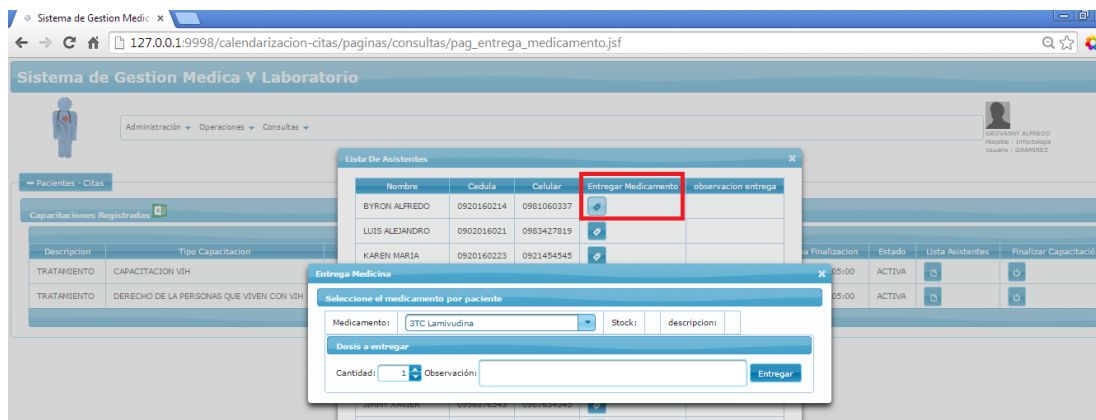 Sistema de Gestion Medic
127.0.0.1:9998/calendarizacion-citas/paginas/consultas/pag_entrega_medicamento.jsf
Sistema de Gestion Medica Y Laboratorio
Administración Operaciones Consultas
GEOVANNY ALFREDO
Hospital : Infectologia
Usuario : GRAMIREZ
Pacientes - Citas
Capacitaciones Registradas
Descripcion Tipo Capacitacion a Finalizacion Estado Lista Asistentes Finalizar Capacitació
TRATAMIENTO CAPACITACION VIH 05:00 ACTIVA
TRATAMIENTO DERECHO DE LA PERSONAS QUE VIVEN CON VIH 05:00 ACTIVA
Lista De Asistentes
Nombre Cedula Celular Entregar Medicamento observacion entrega
BYRON ALFREDO 0920160214 0981060337
LUIS ALEJANDRO 0902016021 0983427819
KAREN MARIA 0920160223 0921454545
Entrega Medicina
Seleccione el medicamento por paciente
Medicamento: 3TC Lamivudina Stock: descripcion:
Dosis a entregar
Cantidad: 1 Observación: Entregar
JIMMY XAVIER